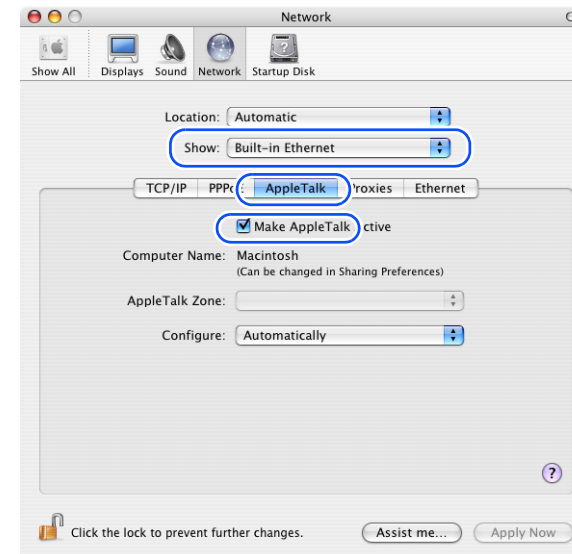 Network
Show All Displays Sound Network Startup Disk
Location: Automatic
Show: Built-in Ethernet
TCP/IP AppleTalk Ethernet
Make AppleTalk
Computer Name: Macintosh
(Can be changed in Sharing Preferences)
AppleTalk Zone:
Configure: Automatically
?
Click the lock to prevent further changes. Assist me... Apply Now